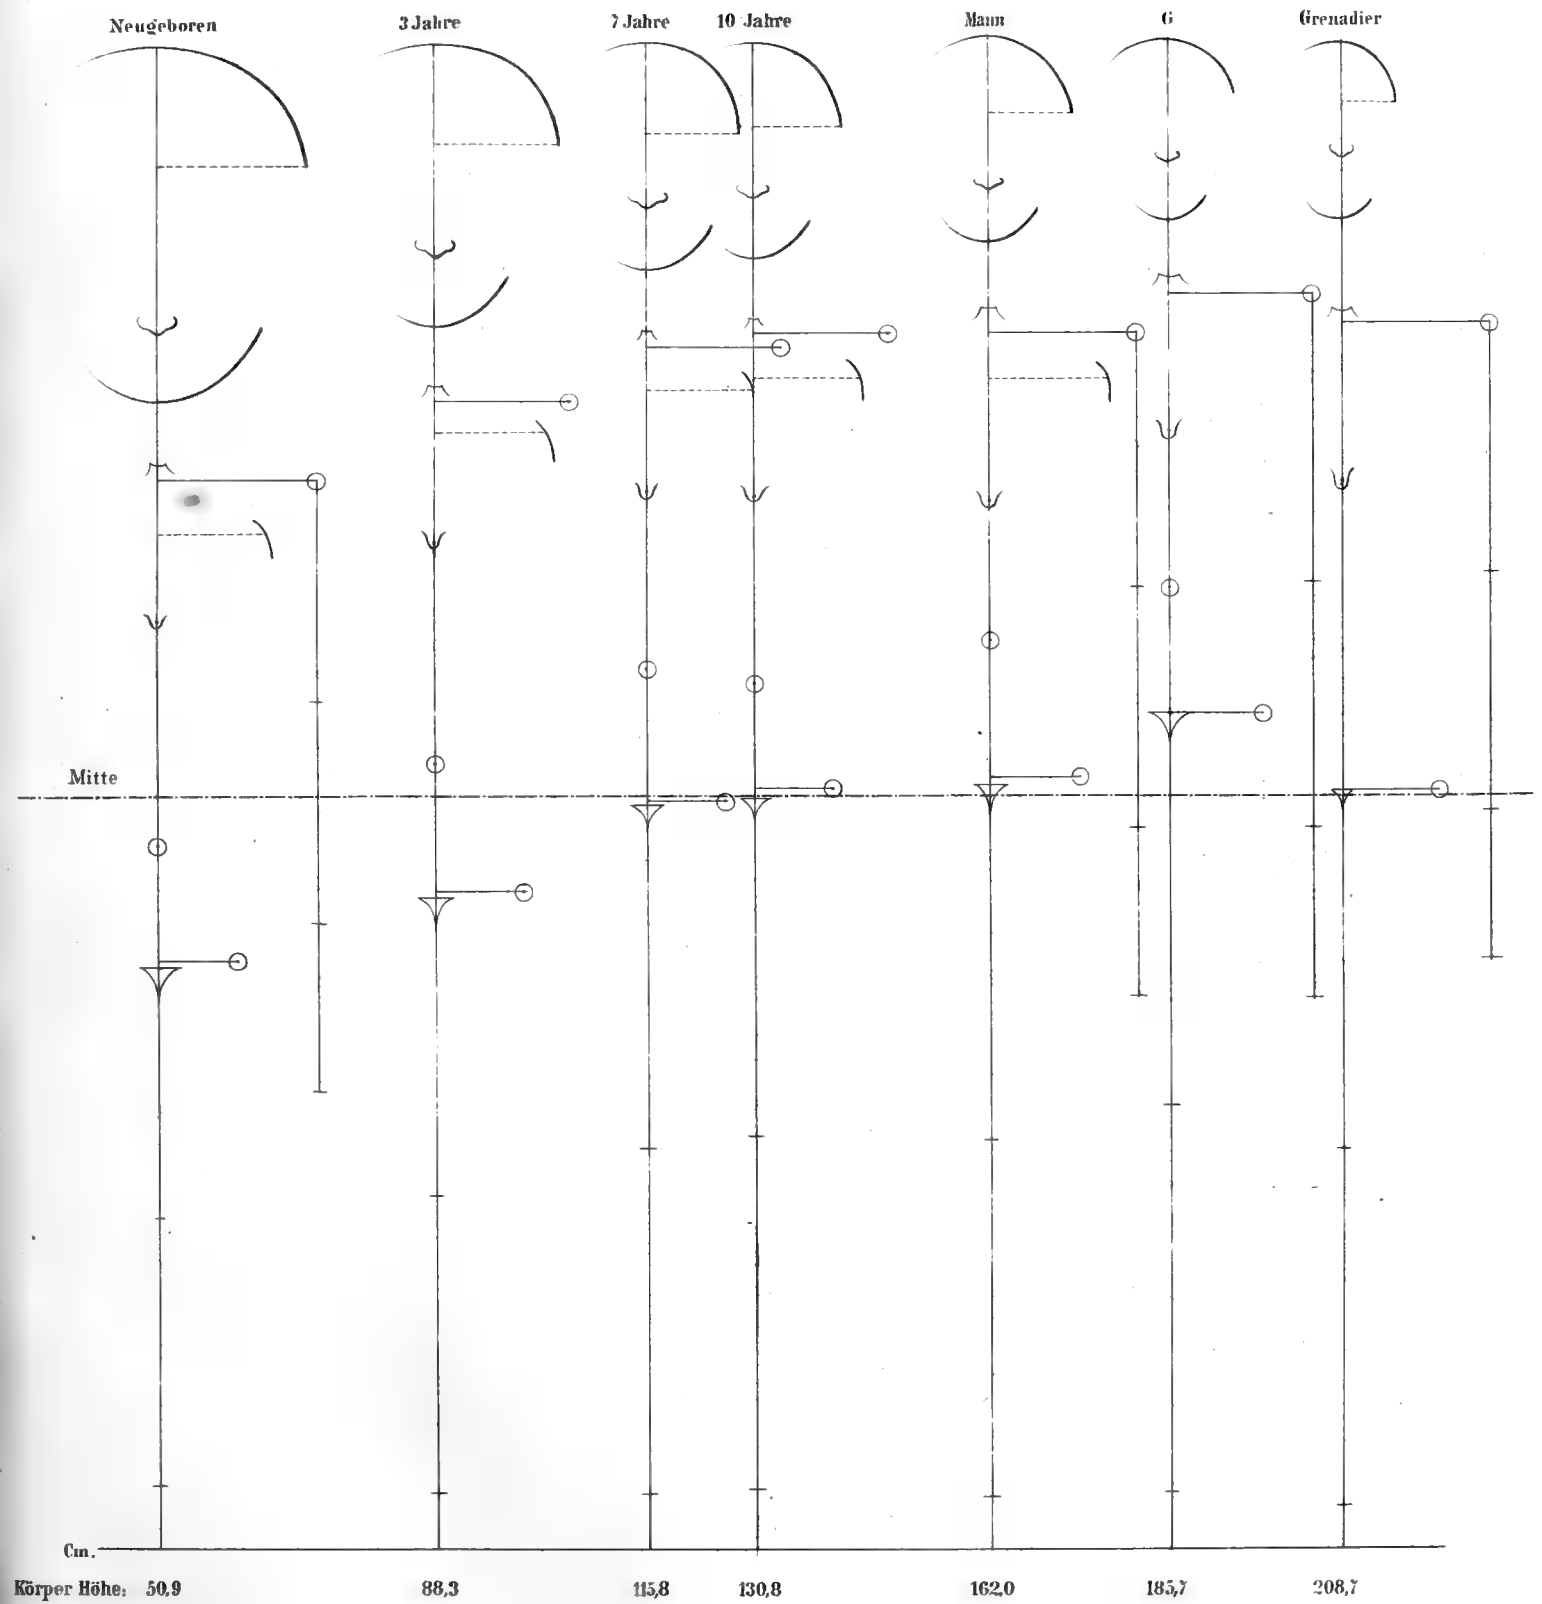 Neugeboren 3 Jahre 7 Jahre 10 Jahre Mann G Grenadier
Mitte
Cm.
Körper Höhe: 50,9 88,3 115,8 130,8 162,0 185,7 208,7